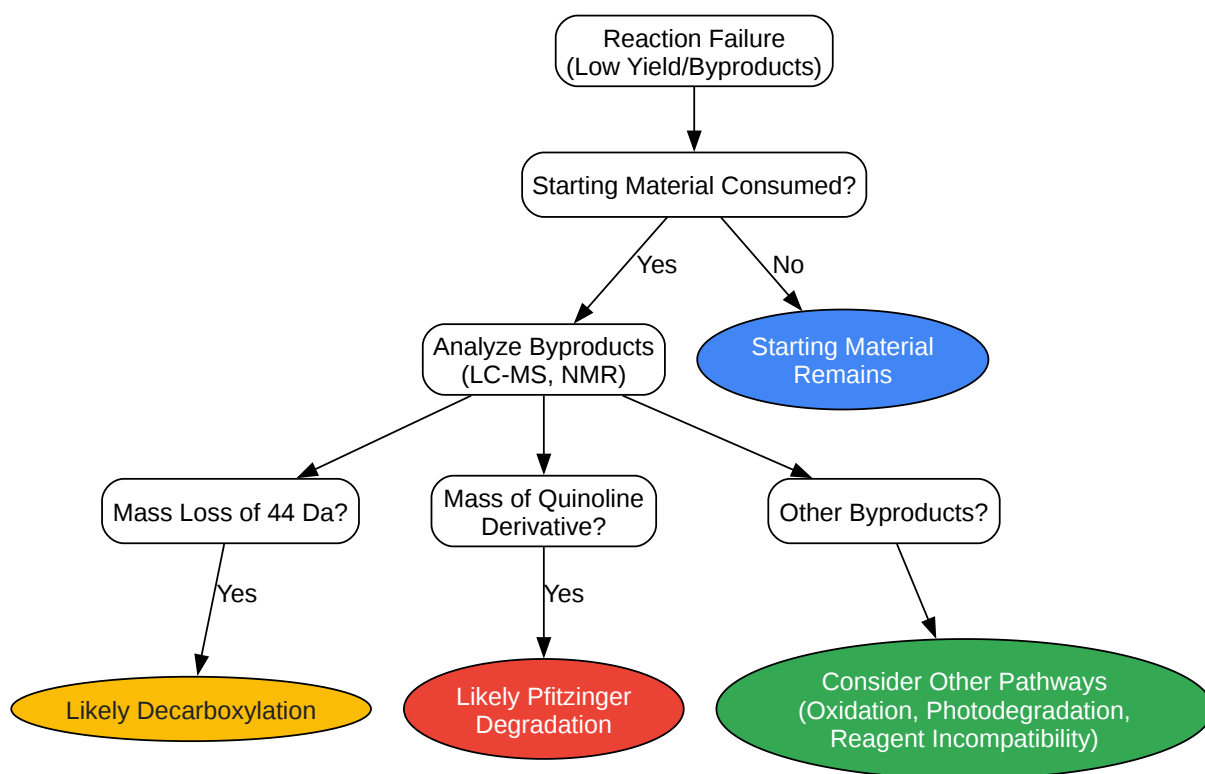 Reaction Failure
(Low Yield/Byproducts)
Starting Material Consumed?
Yes
No
Analyze Byproducts
(LC-MS, NMR)
Starting Material
Remains
Mass Loss of 44 Da?
Mass of Quinoline
Derivative?
Other Byproducts?
Yes
Yes
Likely Decarboxylation
Likely Pfitzinger
Degradation
Consider Other Pathways
(Oxidation, Photodegradation,
Reagent Incompatibility)